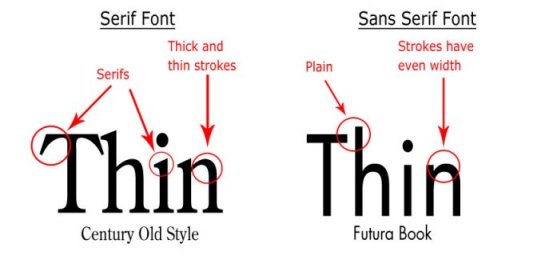 Serif Font
Thick and
thin strokes
Serifs
Thin
Century Old Style
Sans Serif Font
Strokes have
even width
Plain
Thin
Futura Book